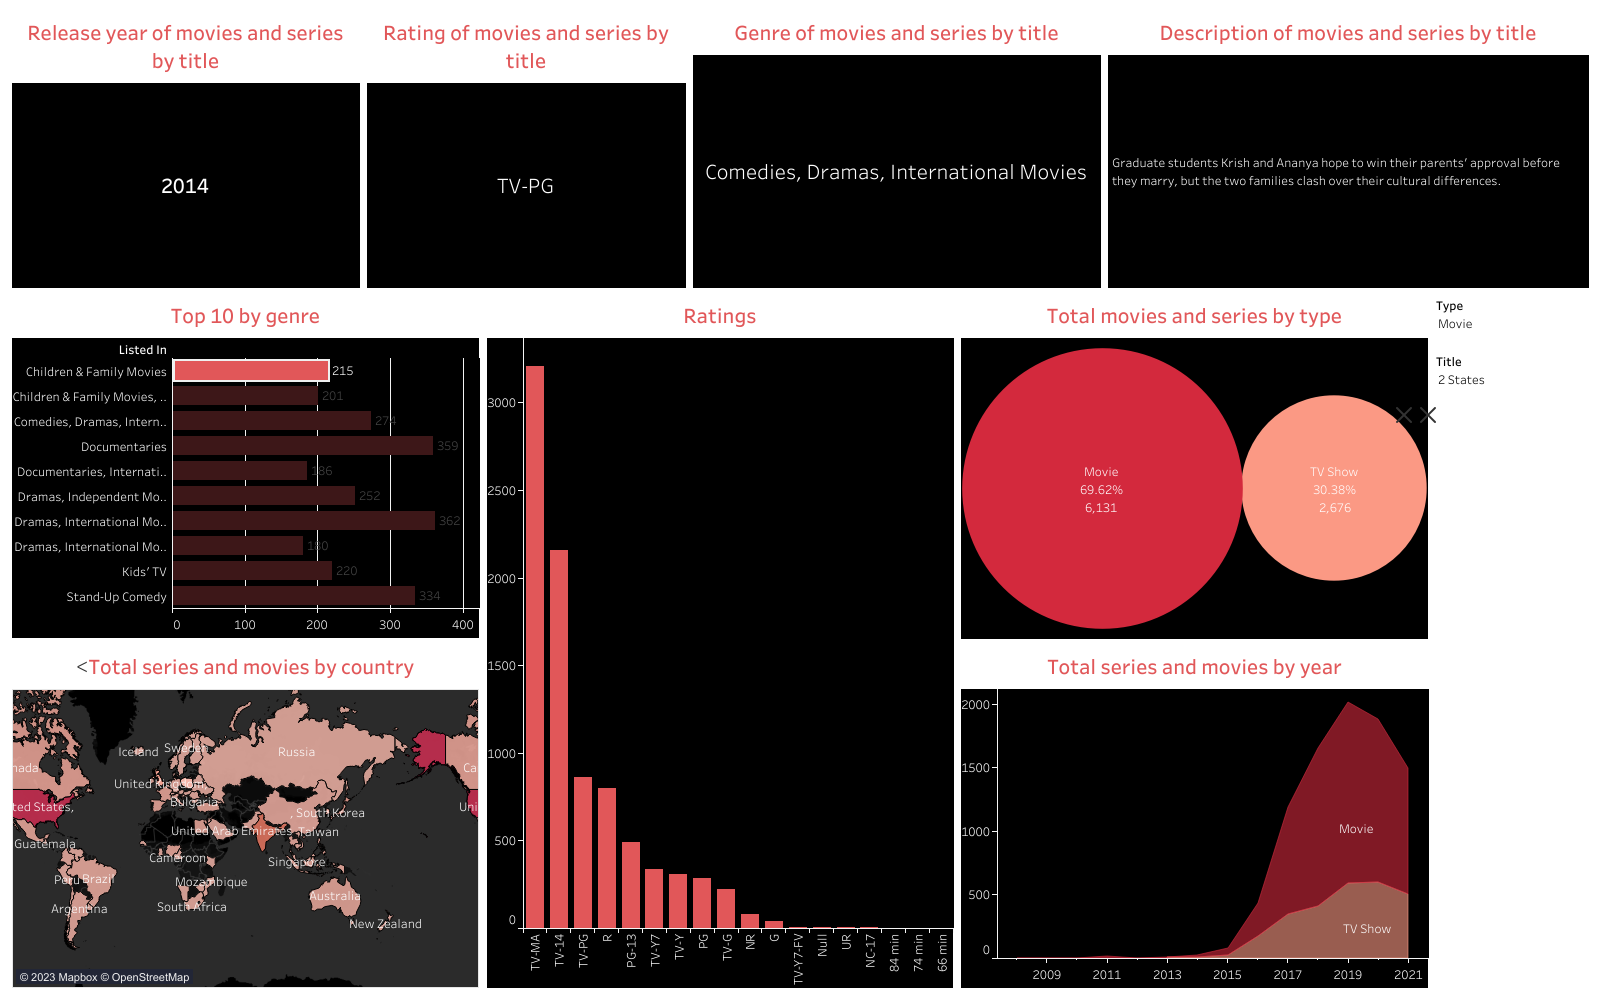 Release year of movies and series
by title
Rating of movies and series by
title
Genre of movies and series by title
Description of movies and series by title
2014
TV-PG
Comedies, Dramas, International Movies
Graduate students Krish and Ananya hope to win their parents’ approval before
they marry, but the two families clash over their cultural differences.
Top 10 by genre
Listed In
Children & Family Movies
215
Children & Family Movies, ..
201
Comedies, Dramas, Intern..
274
Documentaries
359
Documentaries, Internati..
186
Dramas, Independent Mo..
252
Dramas, International Mo..
362
Dramas, International Mo..
180
Kids’ TV
220
Stand-Up Comedy
334
0 100 200 300 400
Ratings
3000
2500
2000
1500
1000
500
0
TV-MA
TV-14
TV-PG
R
PG-13
TV-Y7
TV-Y
PG
TV-G
NR
G
TV-Y7-FV
Null
UR
NC-17
84 min
74 min
66 min
Total movies and series by type
Movie
69.62%
6,131
TV Show
30.38%
2,676
Type
Movie
Title
2 States
<Total series and movies by country
Iceland
Sweden
Russia
nada
Ca
United Kingdom
Bulgaria
ted States,
Uni
South Korea
United Arab Emirates
Taiwan
Guatemala
Cameroon
Singapore
Peru
Brazil
Mozambique
Australia
Argentina
South Africa
New Zealand
© 2023 Mapbox © OpenStreetMap
Total series and movies by year
2000
1500
1000
500
0
Movie
TV Show
2009 2011 2013 2015 2017 2019 2021